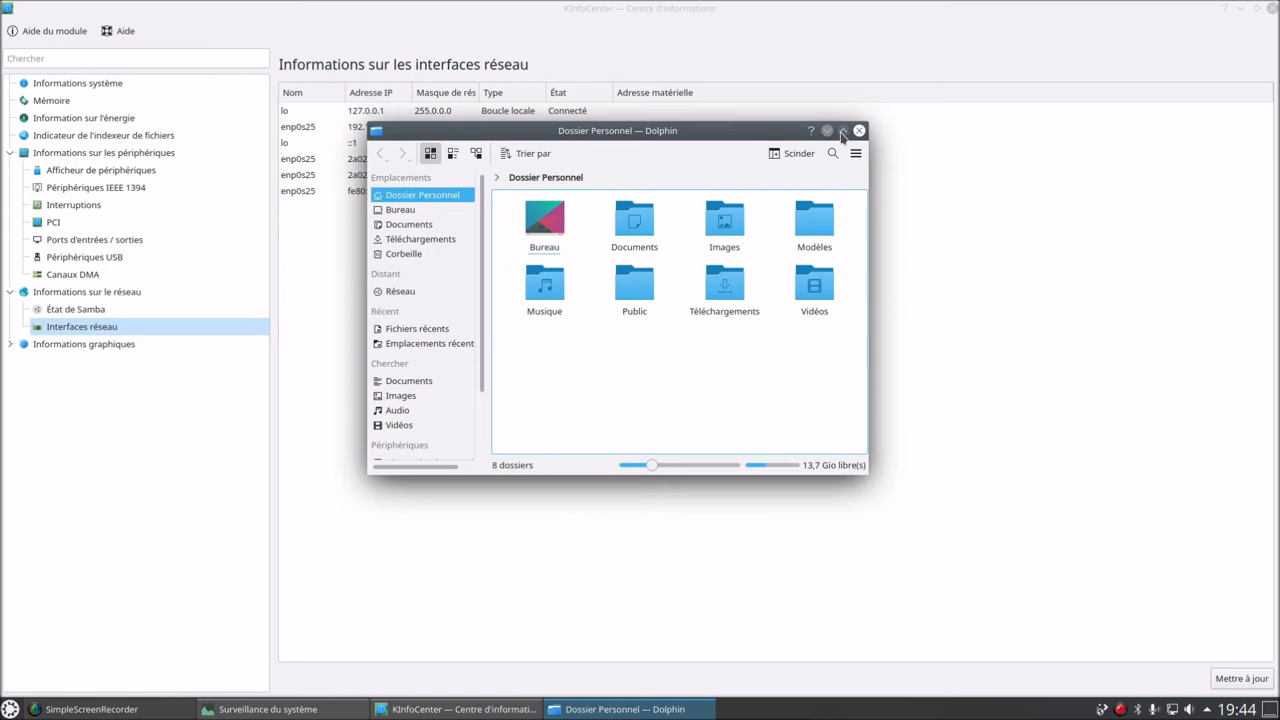 KInfoCenter — Centre d'informations
Aide du module Aide
Chercher
Informations système
Mémoire
Information sur l'énergie
Indicateur de l'indexeur de fichiers
Informations sur les périphériques
Afficheur de périphériques
Périphériques IEEE 1394
Interruptions
PCI
Ports d'entrées / sorties
Périphériques USB
Canaux DMA
Informations sur le réseau
État de Samba
Interfaces réseau
Informations graphiques
Informations sur les interfaces réseau
Nom Adresse IP Masque de rés Type État Adresse matérielle
lo 127.0.0.1 255.0.0.0 Boucle locale Connecté
enp0s25 192.
lo ::1
enp0s25 2a02
enp0s25 2a02
enp0s25 fe80:
Dossier Personnel — Dolphin
Trier par Scinder
Emplacements
Dossier Personnel
Bureau
Documents
Téléchargements
Corbeille
Distant
Réseau
Récent
Fichiers récents
Emplacements récent
Chercher
Documents
Images
Audio
Vidéos
Périphériques
Dossier Personnel
Bureau Documents Images Modèles
Musique Public Téléchargements Vidéos
8 dossiers 13,7 Gio libre(s)
Mettre à jour
SimpleScreenRecorder Surveillance du système KInfoCenter — Centre d'informati... Dossier Personnel — Dolphin 19:44